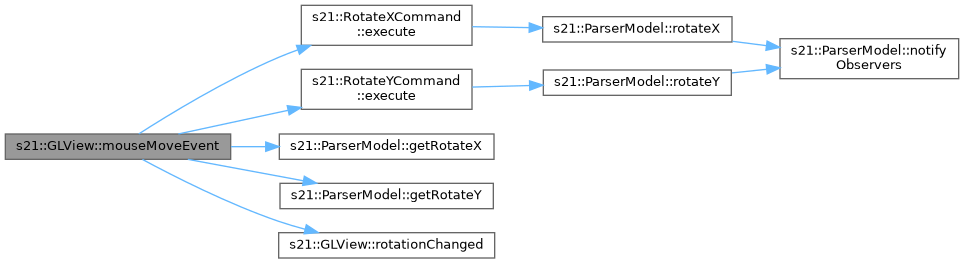 s21::RotateXCommand
::execute
s21::ParserModel::rotateX
s21::ParserModel::notify
Observers
s21::RotateYCommand
::execute
s21::ParserModel::rotateY
s21::GLView::mouseMoveEvent
s21::ParserModel::getRotateX
s21::ParserModel::getRotateY
s21::GLView::rotationChanged